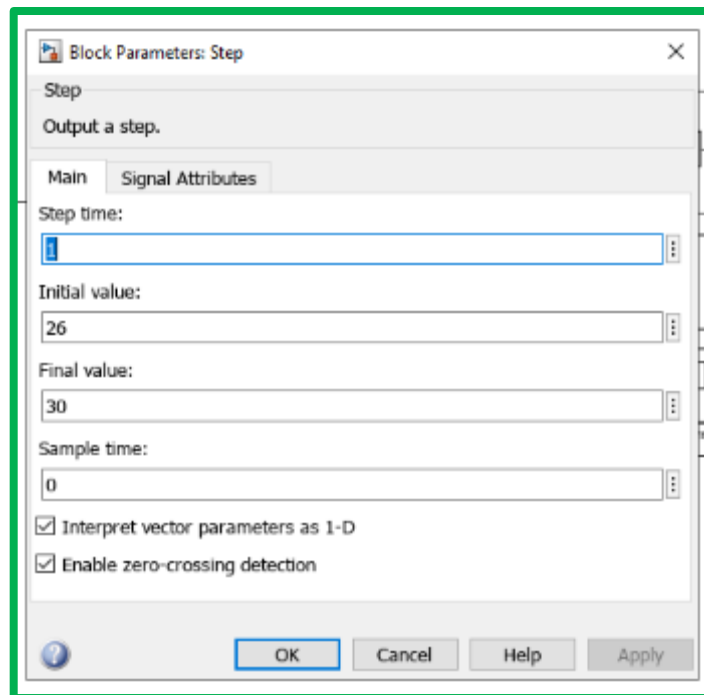 Block Parameters: Step
Step
Output a step.
Main Signal Attributes
Step time:
1
Initial value:
26
Final value:
30
Sample time:
0
Interpret vector parameters as 1-D
Enable zero-crossing detection
OK Cancel Help Apply